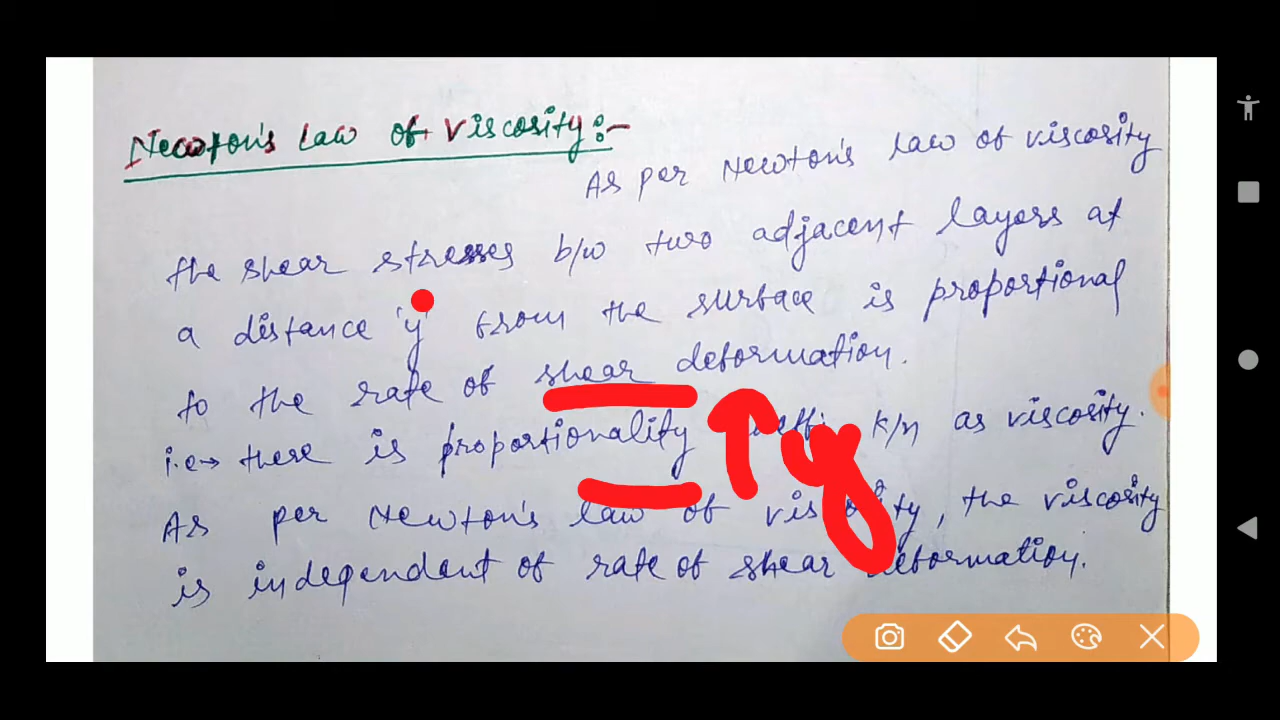 Newton's Law of Viscosity:-
As per Newton's law of viscosity
the shear stresses b/w two adjacent layers at
a distance 'y' from the surface is proportional
to the rate of shear deformation.
i.e→ there is proportionality k/n as viscosity.
y
As per Newton's law of viscosity, the viscosity
is independent of rate of shear deformation.